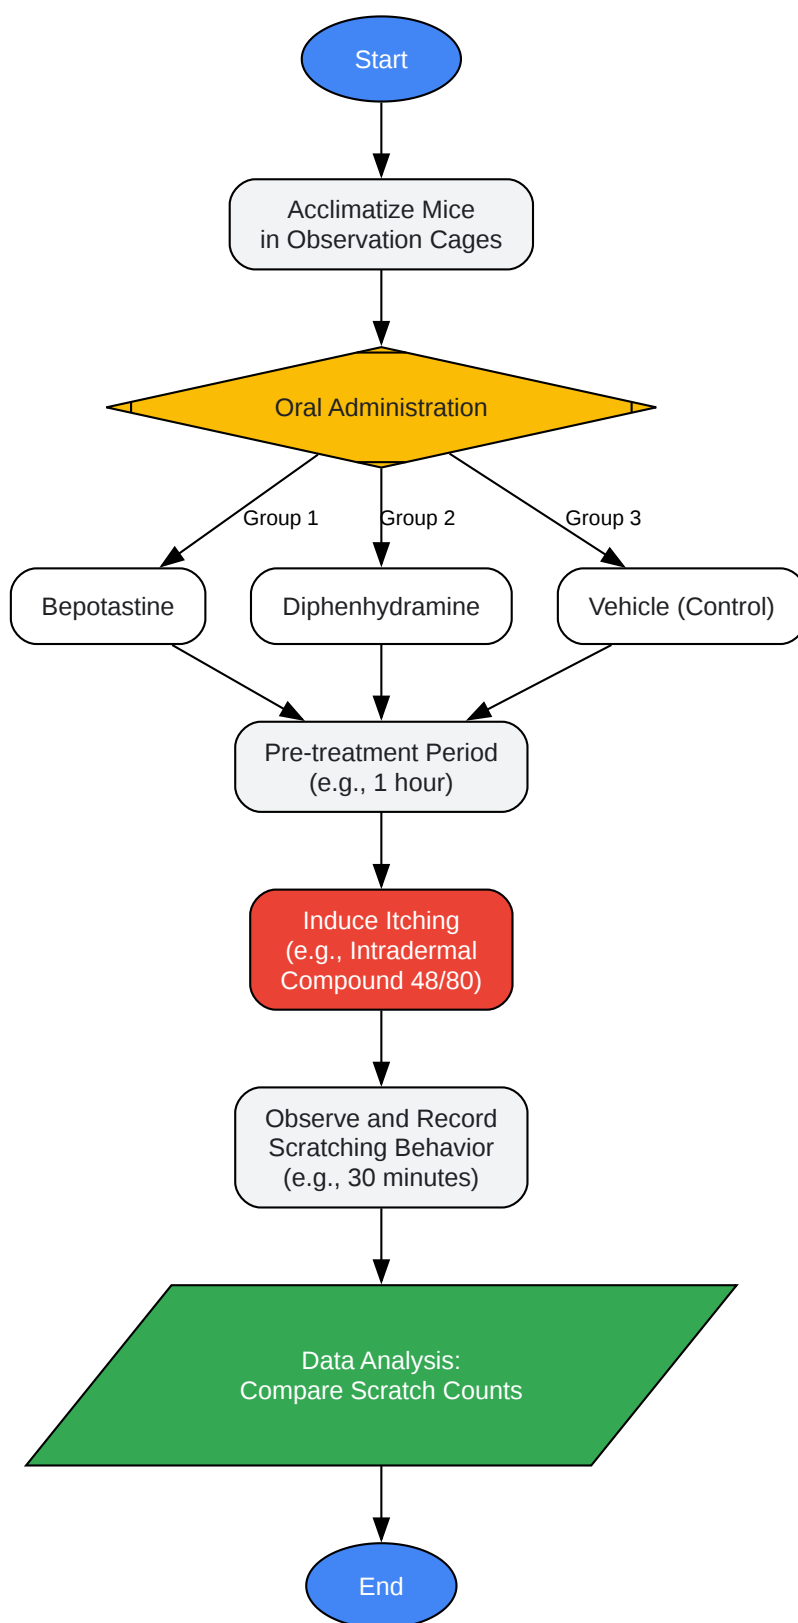 Start
Acclimatize Mice
in Observation Cages
Oral Administration
Group 1
Group 2
Group 3
Bepotastine
Diphenhydramine
Vehicle (Control)
Pre-treatment Period
(e.g., 1 hour)
Induce Itching
(e.g., Intradermal
Compound 48/80)
Observe and Record
Scratching Behavior
(e.g., 30 minutes)
Data Analysis:
Compare Scratch Counts
End